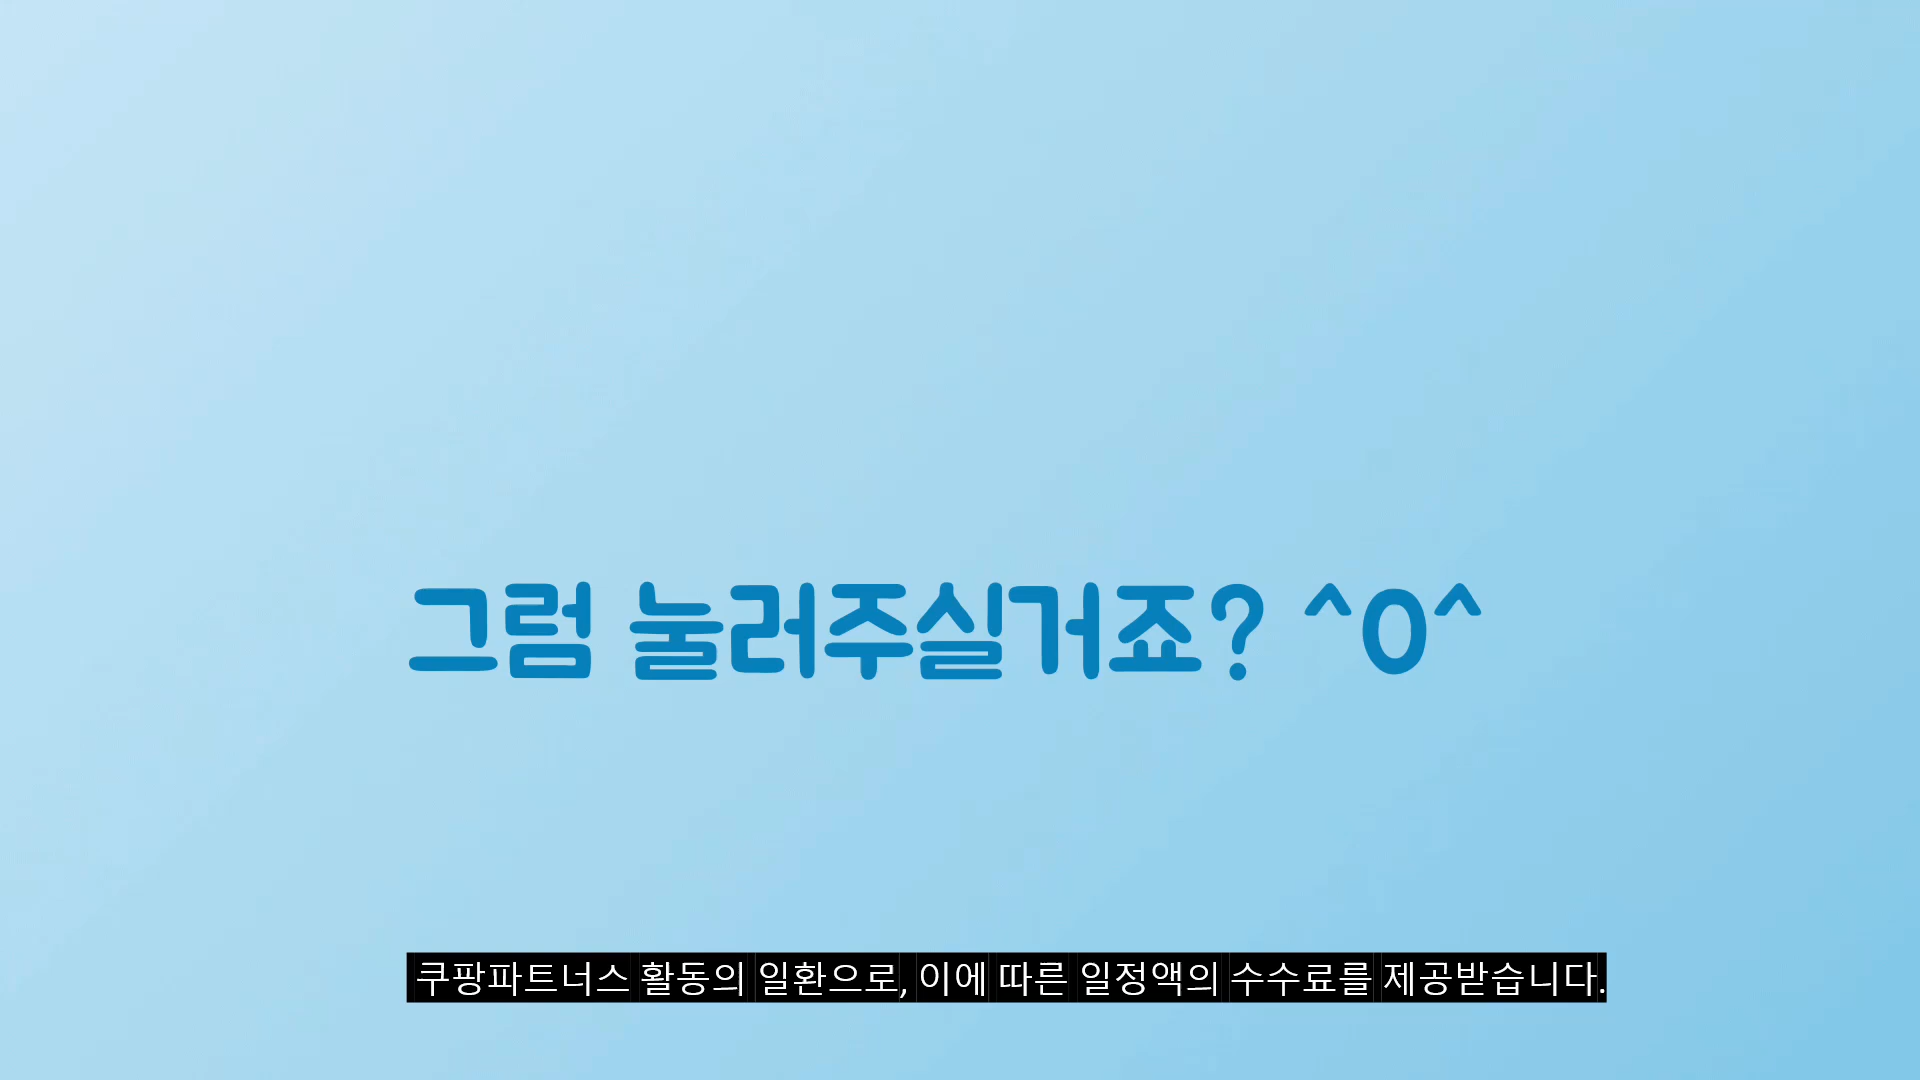 그럼 눌러주실거죠? ^0^
쿠팡파트너스 활동의 일환으로, 이에 따른 일정액의 수수료를 제공받습니다.